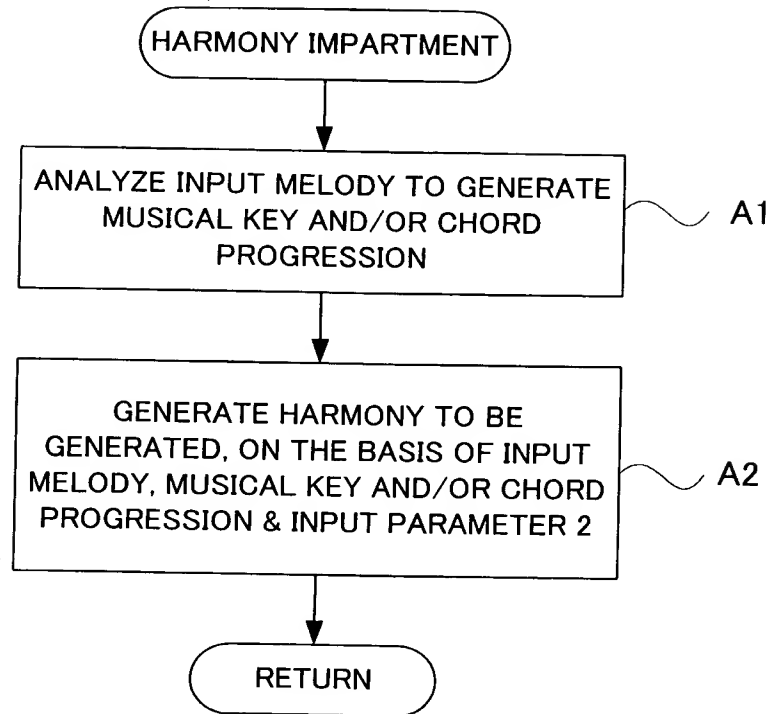 HARMONY IMPARTMENT
ANALYZE INPUT MELODY TO GENERATE
MUSICAL KEY AND/OR CHORD
PROGRESSION
A1
GENERATE HARMONY TO BE
GENERATED, ON THE BASIS OF INPUT
MELODY, MUSICAL KEY AND/OR CHORD
PROGRESSION & INPUT PARAMETER 2
A2
RETURN